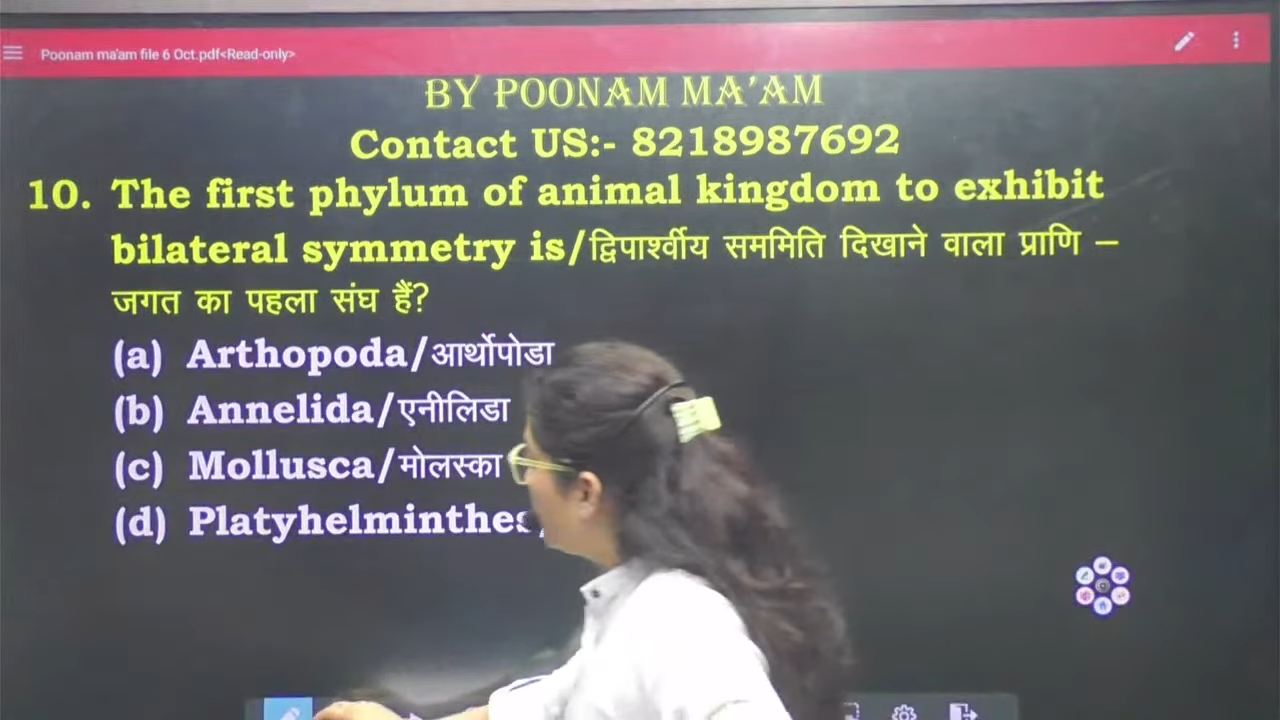 Poonam ma'am file 6 Oct.pdf<Read-only>
BY POONAM MA'AM
Contact US:- 8218987692
10. The first phylum of animal kingdom to exhibit
bilateral symmetry is/द्विपार्श्वीय सममिति दिखाने वाला प्राणि –
जगत का पहला संघ हैं?
(a) Arthopoda/आर्थोपोडा
(b) Annelida/एनीलिडा
(c) Mollusca/मोलस्का
(d) Platyhelminthes/